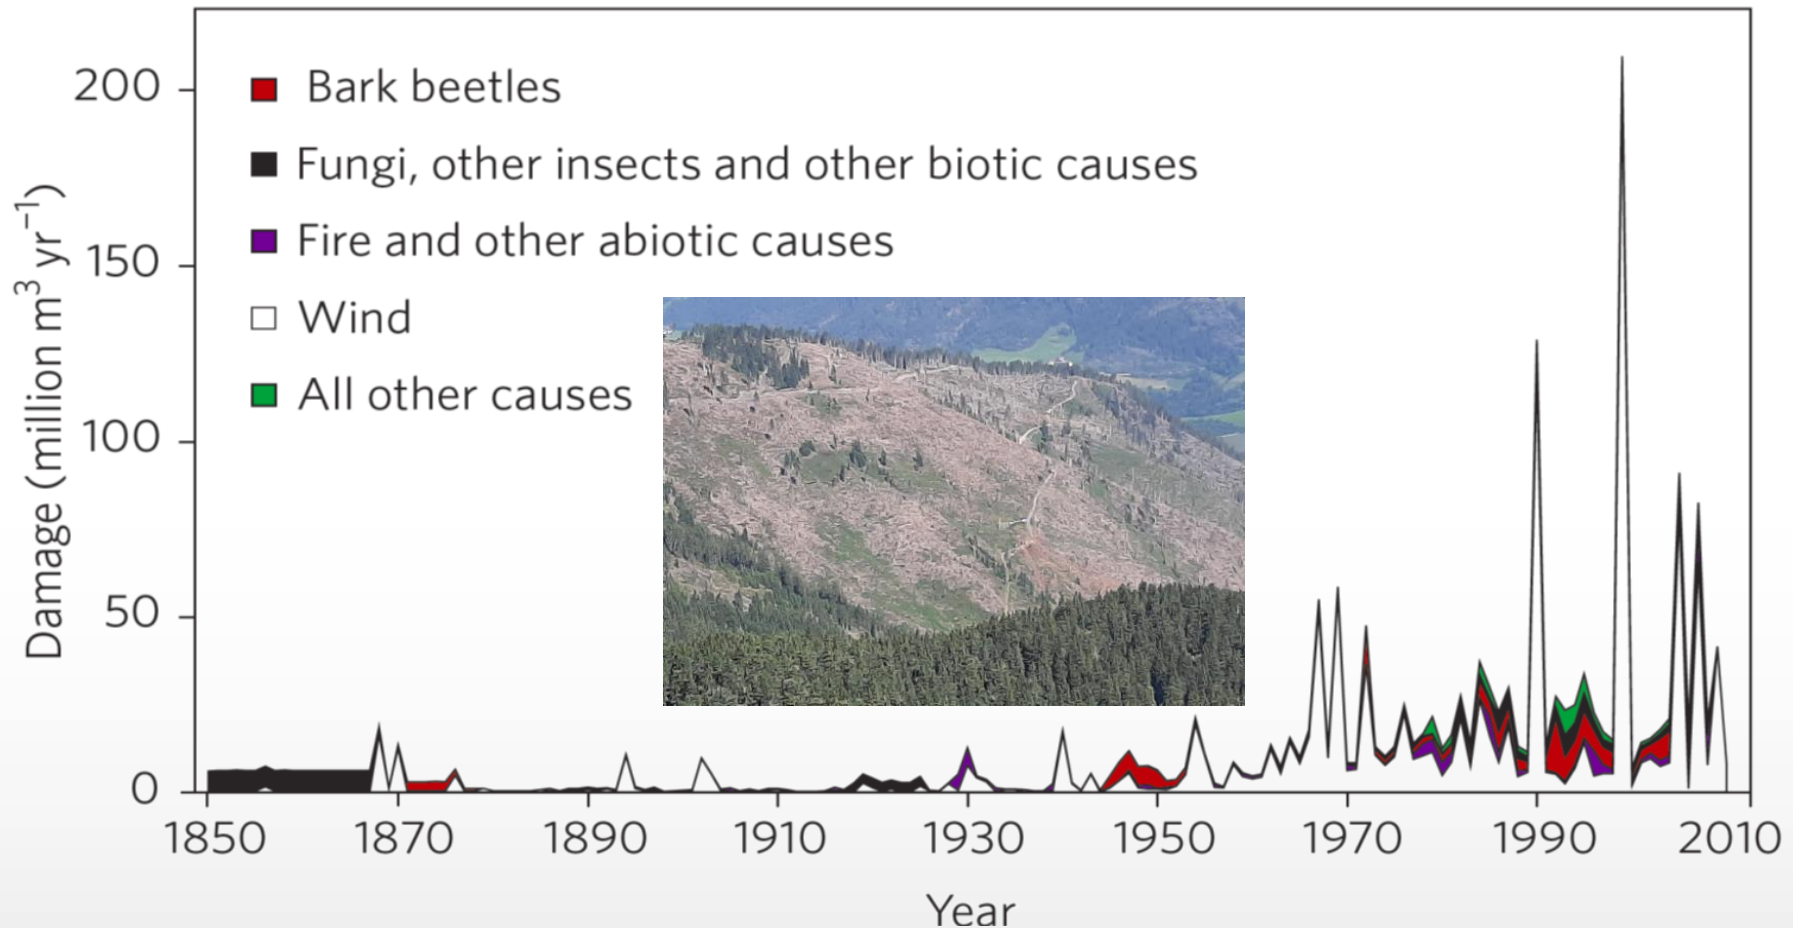 200
150
100
50
0
Damage (million m³ yr⁻¹)
Bark beetles
Fungi, other insects and other biotic causes
Fire and other abiotic causes
Wind
All other causes
1850 1870 1890 1910 1930 1950 1970 1990 2010
Year